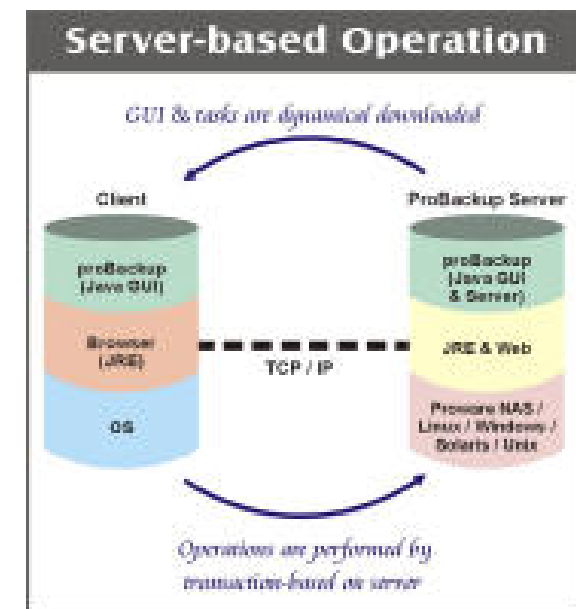 Server-based Operation
GUI & tasks are dynamical downloaded
Client
ProBackup Server
proBackup
(Java GUI)
proBackup
(Java GUI
& Server)
Browser
(JRE)
TCP / IP
JRE & Web
OS
Proware NAS /
Linux / Windows /
Solaris / Unix
Operations are performed by
transaction-based on server